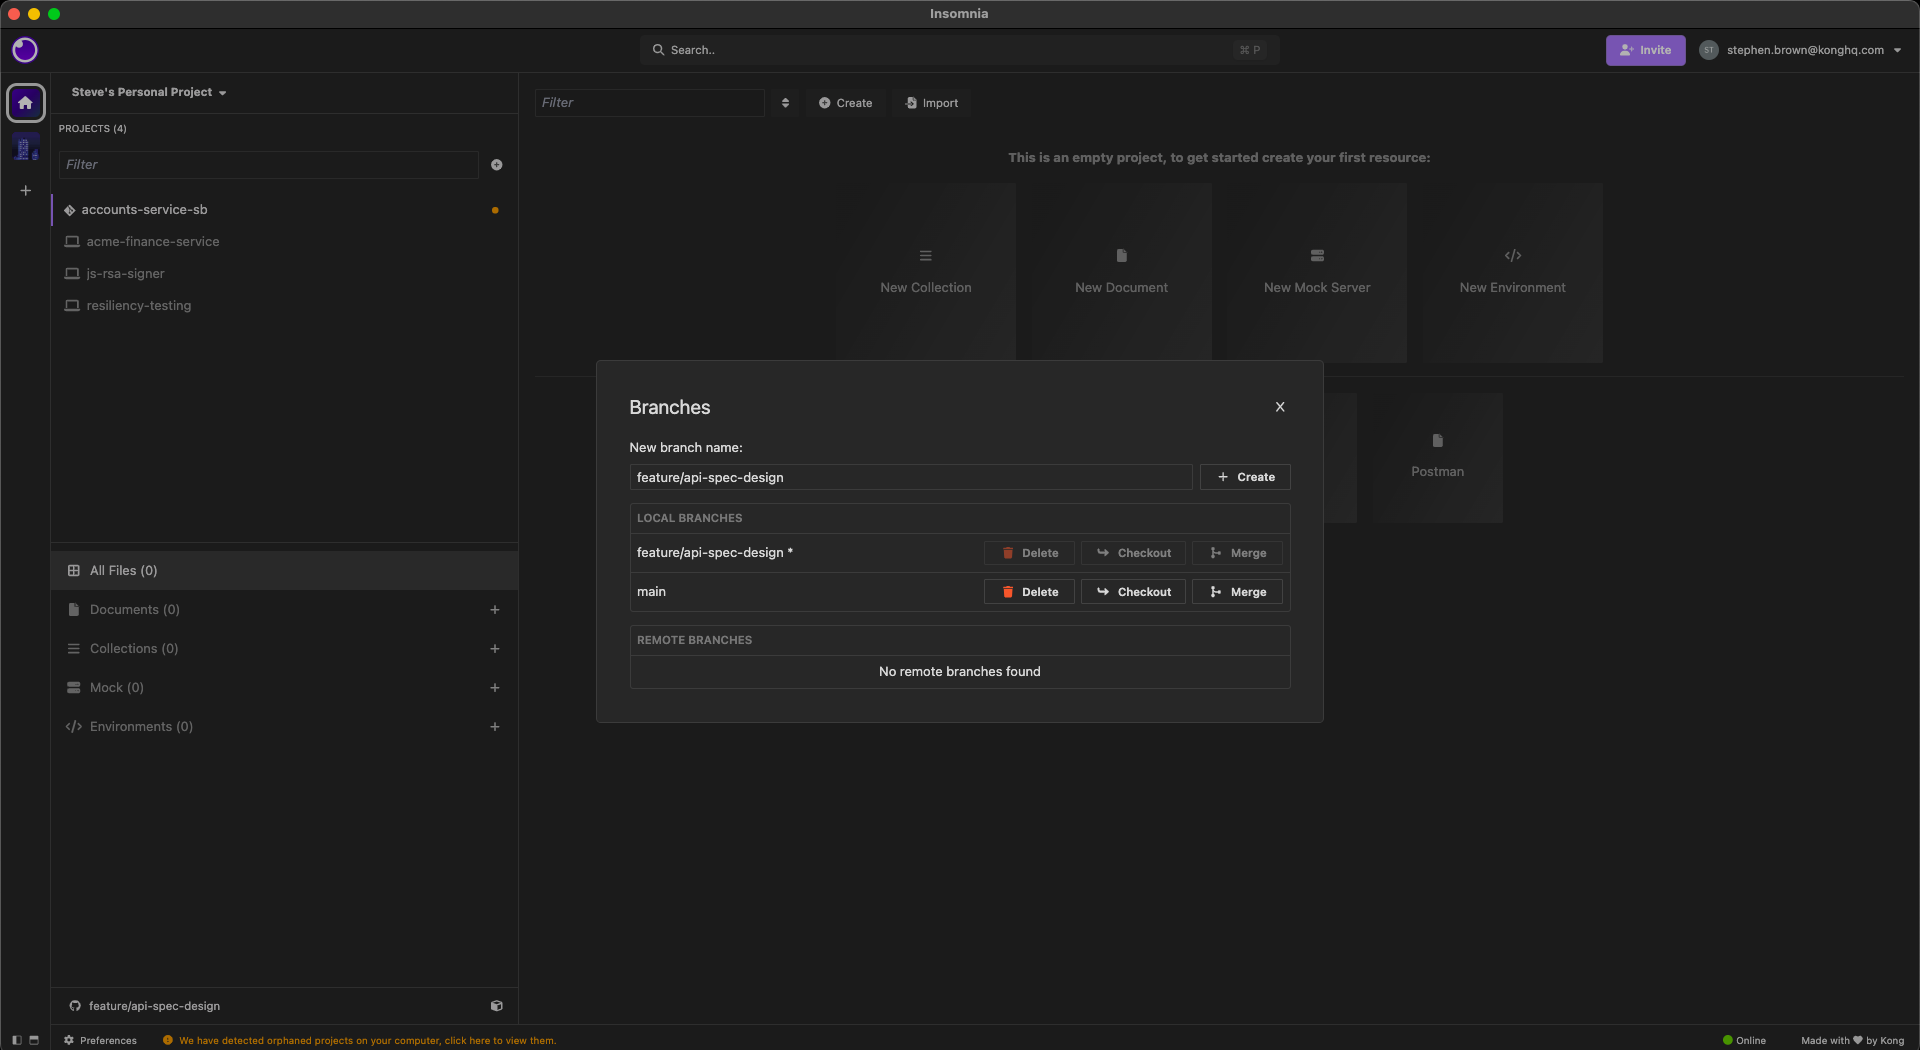 Insomnia
Search..
⌘ P
Invite
ST
stephen.brown@konghq.com
Steve's Personal Project
PROJECTS (4)
Filter
accounts-service-sb
acme-finance-service
js-rsa-signer
resiliency-testing
Filter
Create
Import
This is an empty project, to get started create your first resource:
New Collection
New Document
New Mock Server
New Environment
Postman
Branches
X
New branch name:
feature/api-spec-design
+ Create
LOCAL BRANCHES
feature/api-spec-design *
Delete
Checkout
Merge
main
Delete
Checkout
Merge
REMOTE BRANCHES
No remote branches found
All Files (0)
Documents (0)
Collections (0)
Mock (0)
Environments (0)
feature/api-spec-design
Preferences
We have detected orphaned projects on your computer, click here to view them.
Online
Made with ♥ by Kong